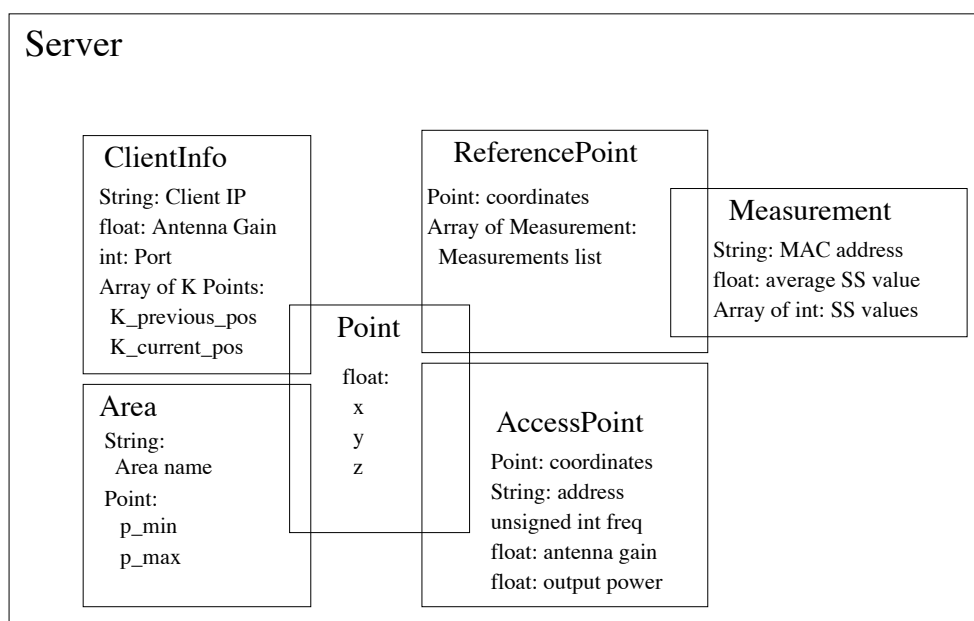 Server
ClientInfo
String: Client IP
float: Antenna Gain
int: Port
Array of K Points:
K_previous_pos
K_current_pos
ReferencePoint
Point: coordinates
Array of Measurement:
Measurements list
Measurement
String: MAC address
float: average SS value
Array of int: SS values
Point
float:
x
y
z
Area
String:
Area name
Point:
p_min
p_max
AccessPoint
Point: coordinates
String: address
unsigned int freq
float: antenna gain
float: output power